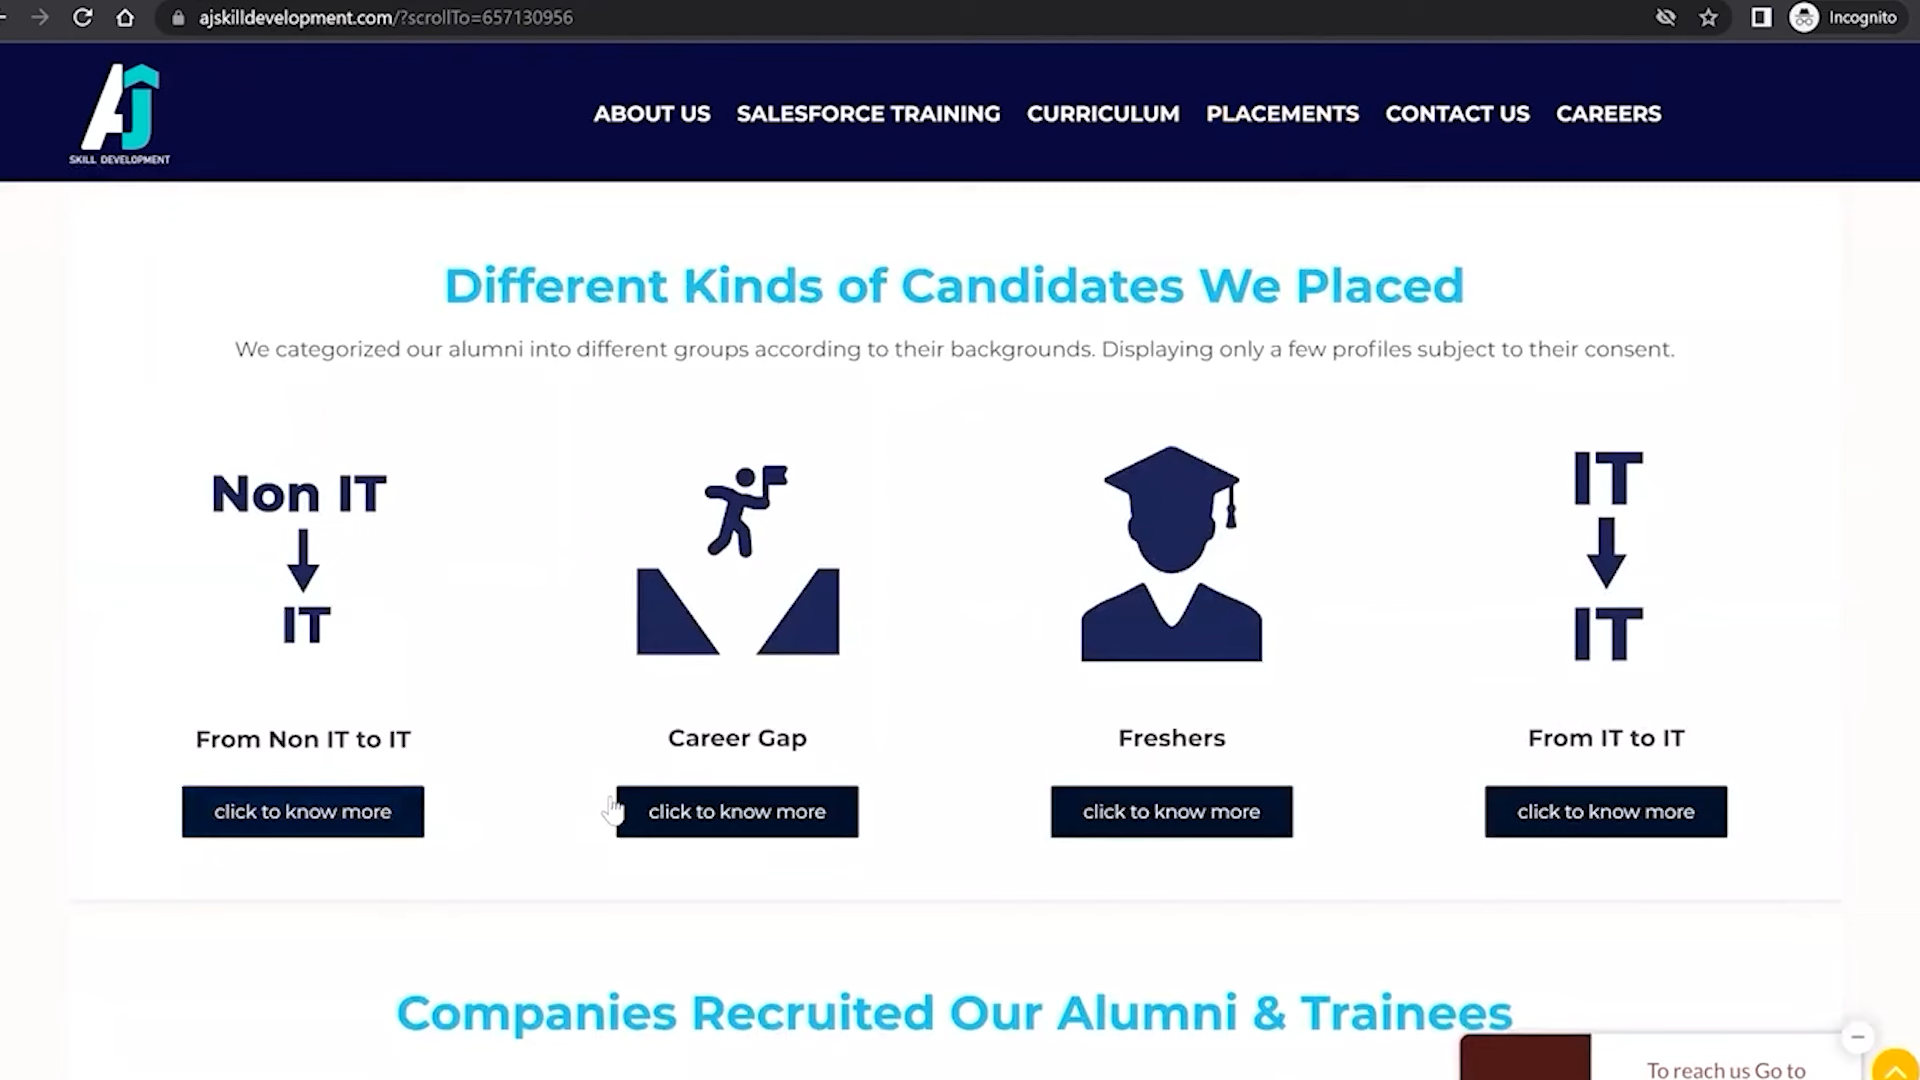 ajskilldevelopment.com/?scrollTo=657130956
Incognito
AJ
SKILL DEVELOPMENT
ABOUT US SALESFORCE TRAINING CURRICULUM PLACEMENTS CONTACT US CAREERS
Different Kinds of Candidates We Placed
We categorized our alumni into different groups according to their backgrounds. Displaying only a few profiles subject to their consent.
Non IT
IT
IT
IT
From Non IT to IT
Career Gap
Freshers
From IT to IT
click to know more
click to know more
click to know more
click to know more
Companies Recruited Our Alumni & Trainees
To reach us Go to